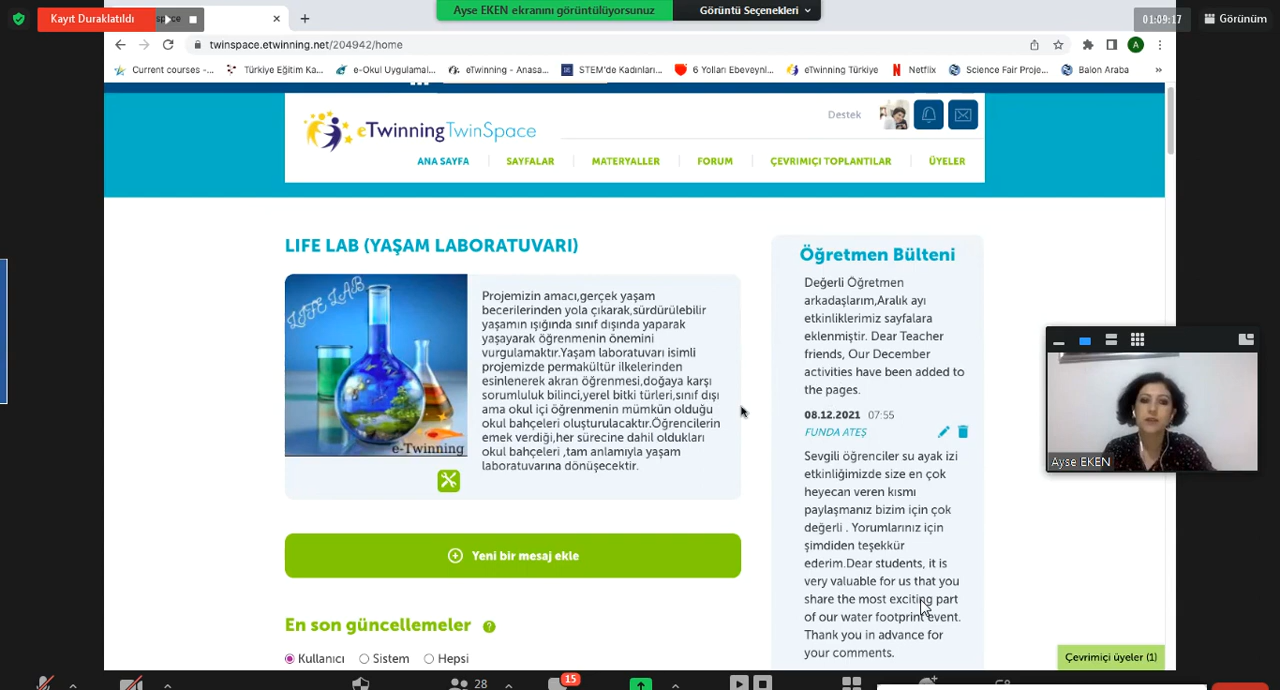 Kayıt Duraklatıldı
space
Ayse EKEN ekranını görüntülüyorsunuz
Görüntü Seçenekleri
01:09:17
Görünüm
twinspace.etwinning.net/204942/home
A
Current courses -...
Türkiye Eğitim Ka...
e-Okul Uygulamal...
eTwinning - Anasa...
STEM'de Kadınları...
6 Yolları Ebeveynl...
eTwinning Türkiye
Netflix
Science Fair Proje...
Balon Araba
eTwinningTwinSpace
Destek
ANA SAYFA
SAYFALAR
MATERYALLER
FORUM
ÇEVRIMIÇI TOPLANTILAR
ÜYELER
LIFE LAB (YAŞAM LABORATUVARI)
LIFE LAB
e-Twinning
Projemizin amacı,gerçek yaşam
becerilerinden yola çıkarak,sürdürülebilir
yaşamın ışığında sınıf dışında yaparak
yaşayarak öğrenmenin önemini
vurgulamaktır.Yaşam laboratuvarı isimli
projemizde permakültür ilkelerinden
esinlenerek akran öğrenmesi,doğaya karşı
sorumluluk bilinci,yerel bitki türleri,sınıf dışı
ama okul içi öğrenmenin mümkün olduğu
okul bahçeleri oluşturulacaktır.Öğrencilerin
emek verdiği,her sürecine dahil oldukları
okul bahçeleri ,tam anlamıyla yaşam
laboratuvarına dönüşecektir.
Yeni bir mesaj ekle
En son güncellemeler
Kullanıcı
Sistem
Hepsi
Öğretmen Bülteni
Değerli Öğretmen
arkadaşlarım,Aralık ayı
etkinliklerimiz sayfalara
eklenmiştir. Dear Teacher
friends, Our December
activities have been added to
the pages.
08.12.2021 07:55
FUNDA ATEŞ
Sevgili öğrenciler su ayak izi
etkinliğimizde size en çok
heyecan veren kısmı
paylaşmanız bizim için çok
değerli . Yorumlarınız için
şimdiden teşekkür
ederim.Dear students, it is
very valuable for us that you
share the most exciting part
of our water footprint event.
Thank you in advance for
your comments.
Ayse EKEN
Çevrimiçi üyeler (1)
28
15